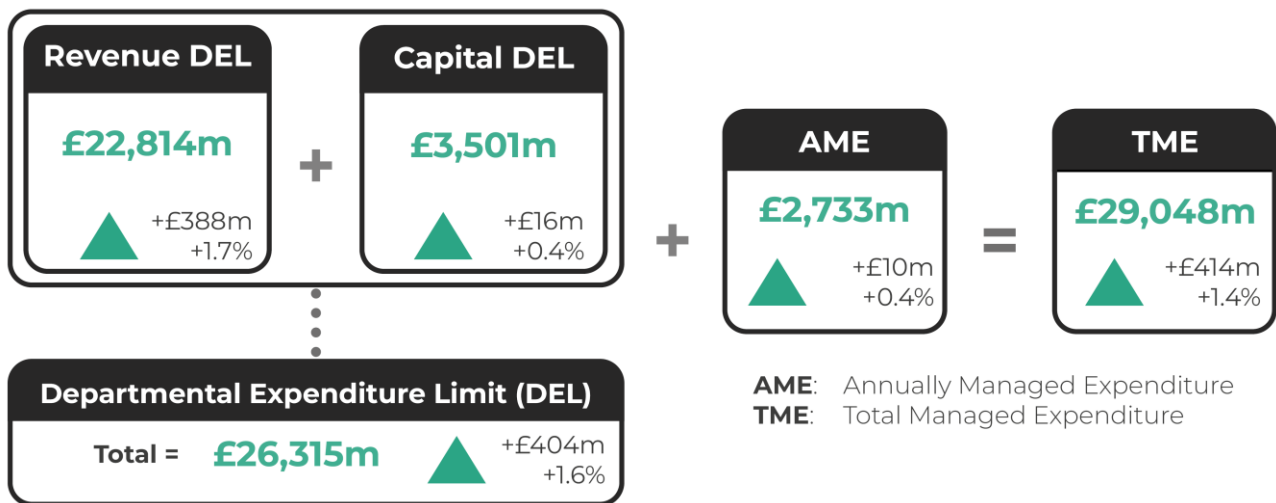 Revenue DEL
£22,814m
+£388m
+1.7%
+
Capital DEL
£3,501m
+£16m
+0.4%
+
AME
£2,733m
+£10m
+0.4%
=
TME
£29,048m
+£414m
+1.4%
Departmental Expenditure Limit (DEL)
Total = £26,315m
+£404m
+1.6%
AME: Annually Managed Expenditure
TME: Total Managed Expenditure